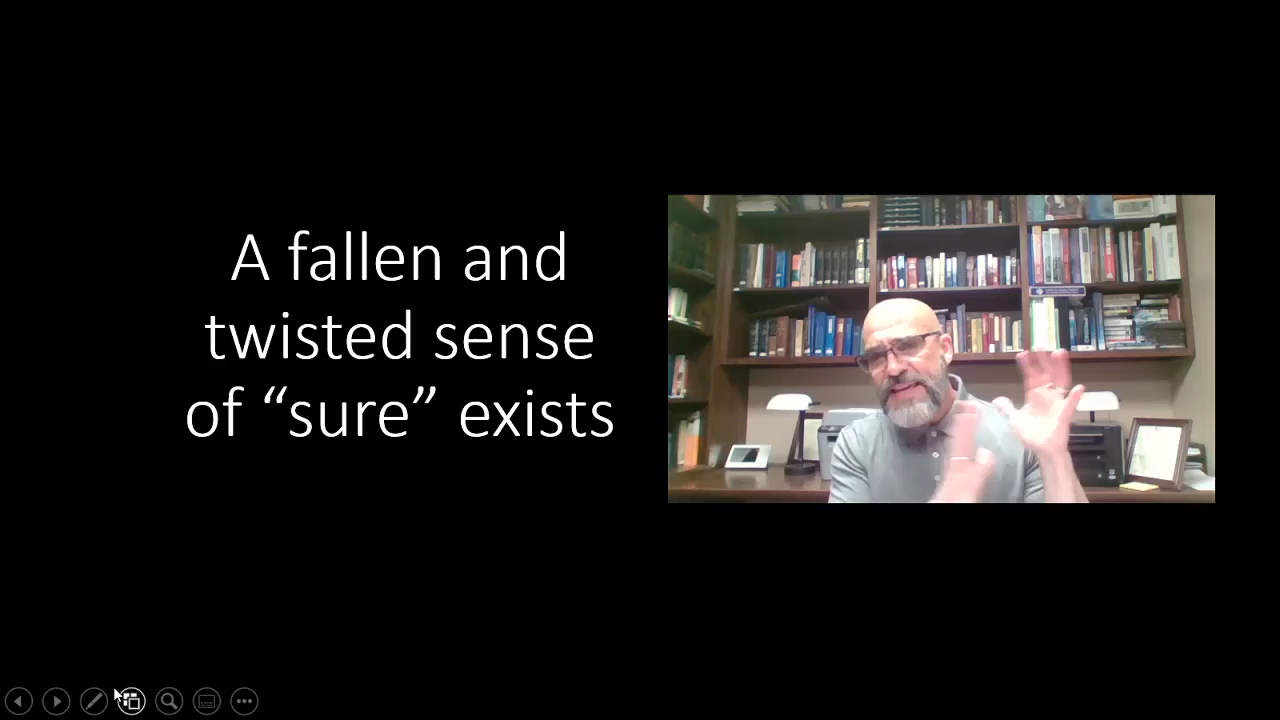 A fallen and
twisted sense
of “sure” exists